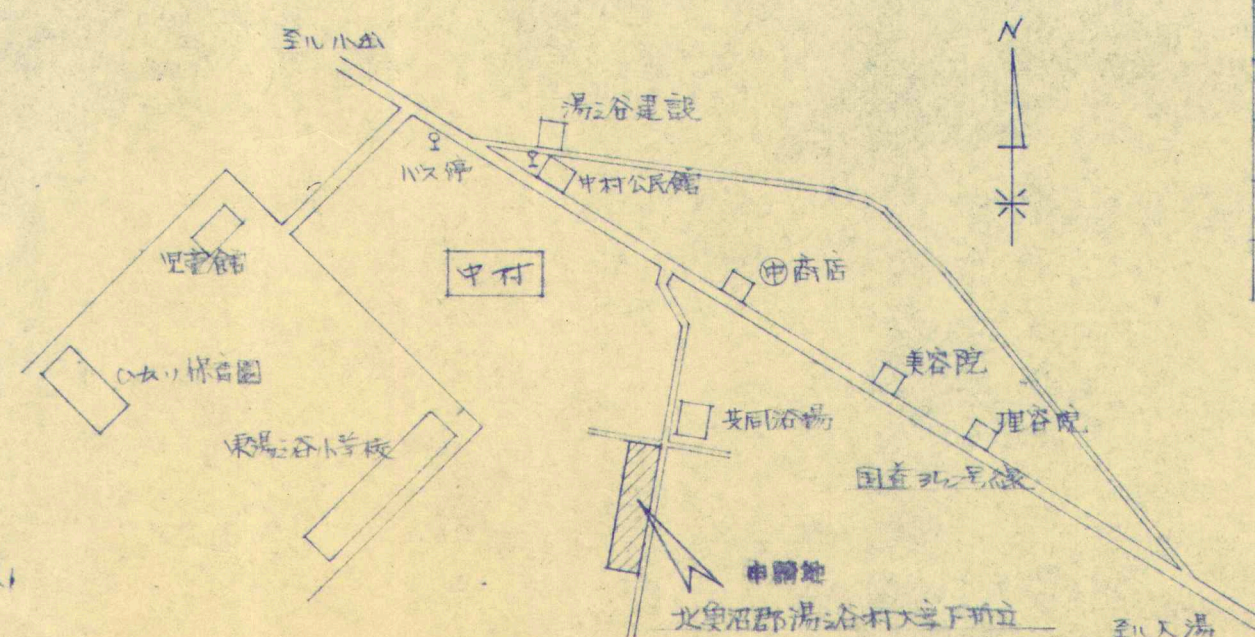 至ル 小出
N
湯之谷建設
バス停
中村公民館
児童館
中村
㊥商店
ひかり保育園
美容院
東湯之谷小学校
共同浴場
理容院
国道352号線
申請地
北魚沼郡湯之谷村大字下折立
至ル 大湯